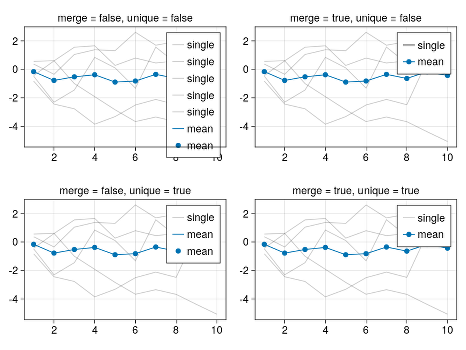 merge = false, unique = false
2
0
−2
−4
single
single
single
single
single
mean
mean
2 4 6 8 10
merge = true, unique = false
2
0
−2
−4
single
mean
2 4 6 8 10
merge = false, unique = true
2
0
−2
−4
single
mean
mean
2 4 6 8 10
merge = true, unique = true
2
0
−2
−4
single
mean
2 4 6 8 10